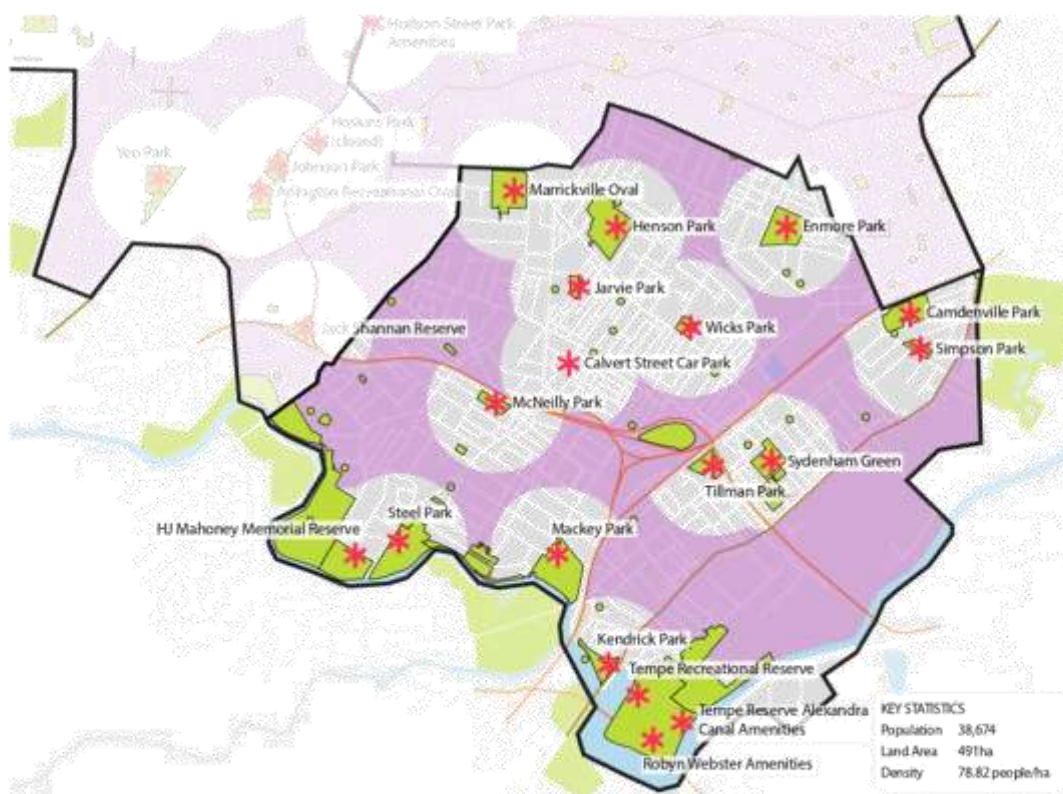 Hudson Street Park
Amenities
Hoskins Park
(closed)
Yeo Park
Johnson Park
Arlington Recreational Oval
Marrickville Oval
Henson Park
Enmore Park
Jarvie Park
Camdenville Park
Jack Shannan Reserve
Wicks Park
Simpson Park
Calvert Street Car Park
McNeilly Park
Sydenham Green
Tillman Park
Steel Park
HJ Mahoney Memorial Reserve
Mackey Park
Kendrick Park
Tempe Recreational Reserve
Tempe Reserve Alexandra
Canal Amenities
Robyn Webster Amenities
KEY STATISTICS
Population 38,674
Land Area 491ha
Density 78.82 people/ha